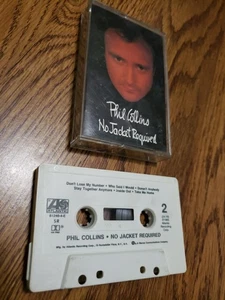 Phil Collins
No Jacket Required
Don't Lose My Number • Who Said I Would • Doesn't Anybody
Stay Together Anymore • Inside Out • Take Me Home
ATLANTIC
2
PHIL COLLINS • NO JACKET REQUIRED